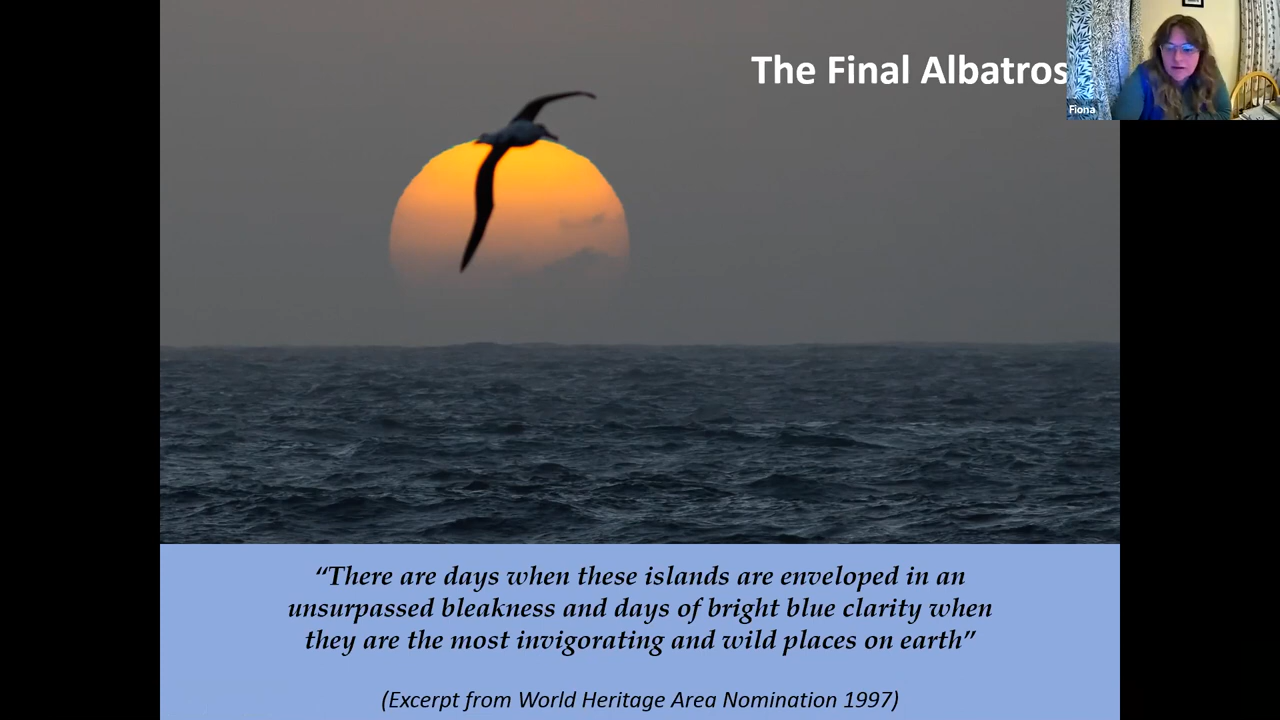 The Final Albatros
Fiona
“There are days when these islands are enveloped in an
unsurpassed bleakness and days of bright blue clarity when
they are the most invigorating and wild places on earth”
(Excerpt from World Heritage Area Nomination 1997)